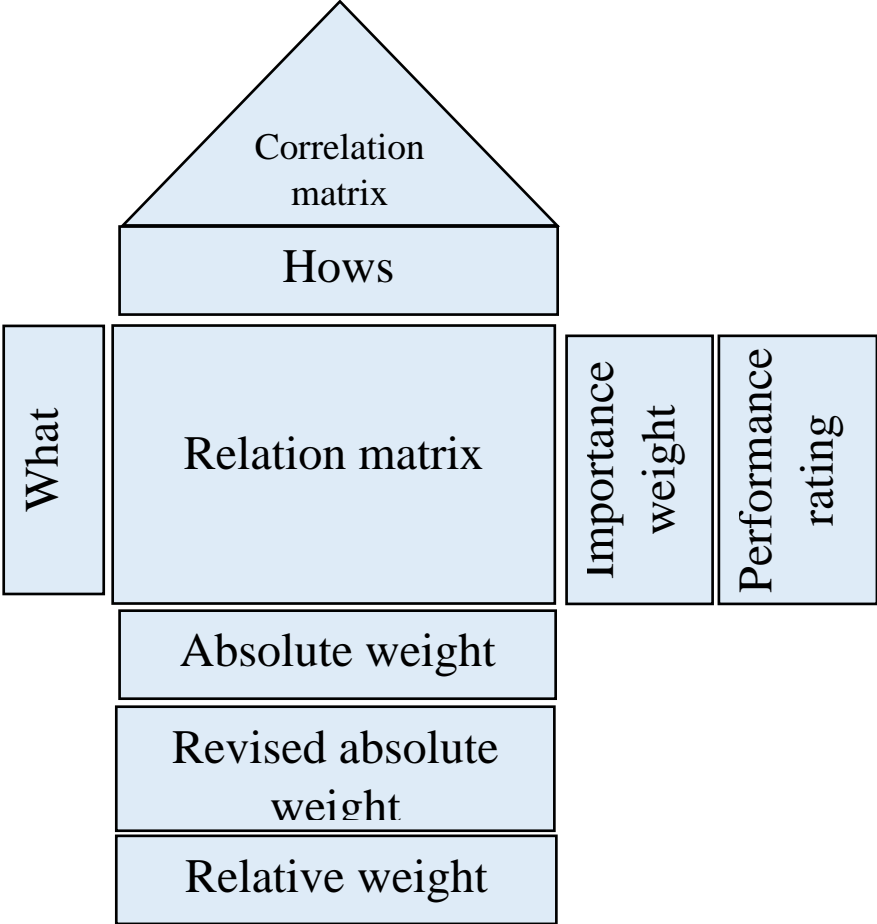 Correlation
matrix
Hows
What
Relation matrix
Importance
weight
Performance
rating
Absolute weight
Revised absolute
weight
Relative weight